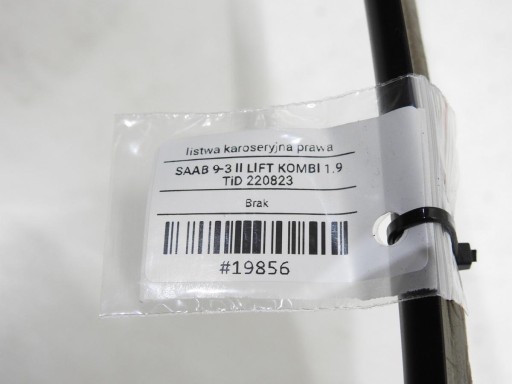 listwa karoseryjna prawa
SAAB 9-3 II LIFT KOMBI 1.9
TiD 220823
Brak
#19856